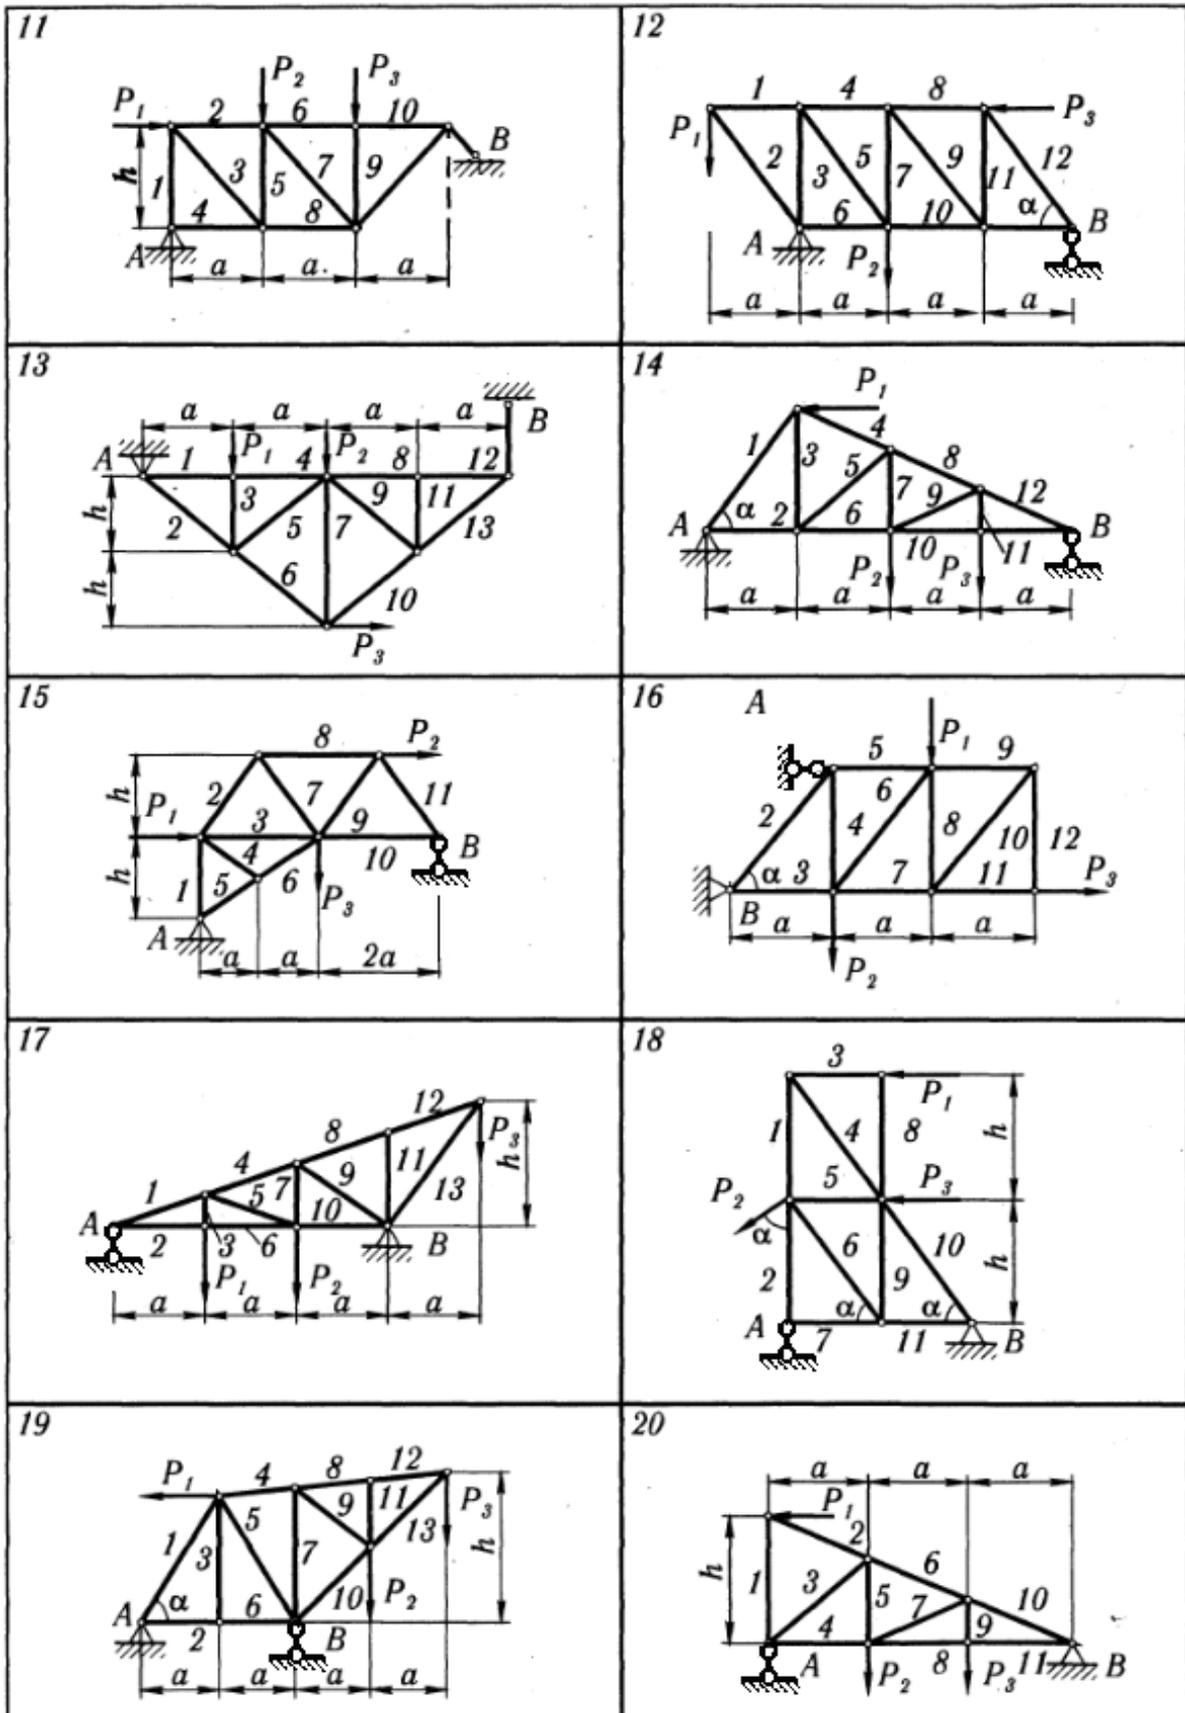 11
P₂ P₃
P₁ 2 6 10
B
h 1 3 5 7 9
4 8
A
a a. a
12
1 4 8
P₁ P₃
2 3 5 7 9 11 12
6 10 α B
A
P₂
a a a a
13
a a a a
B
A P₁ P₂
1 4 8 12
h 2 3 5 7 9 11 13
h 6 10
P₃
14
P₁
1 3 4
5 7 8
9 12
A α 2 6 B
10 11
P₂ P₃
a a a a
15
8 P₂
h 2 7 11
P₁ 3 9
4 10 B
h 1 5 6
P₃
A
a a 2a
16
A
P₁
5 9
2 4 6 8 10 12
α 3 7 11 P₃
B
a a a
P₂
17
12
8 P₃
4 11 h
1 5 7 9 13
A 10
2 3 6 B
P₁ P₂
a a a a
18
3
P₁
1 4 8 h
5
P₂ P₃
α 6 10
2 9 h
A α α
7 11 B
19
P₁ 4 8 12
5 9 11 P₃
1 3 7 13 h
A α 6 10 P₂
2 B
a a a a
20
a a a
P₁
2
h 1 3 6
5 7 10
4 9
A 8 11 B
P₂ P₃